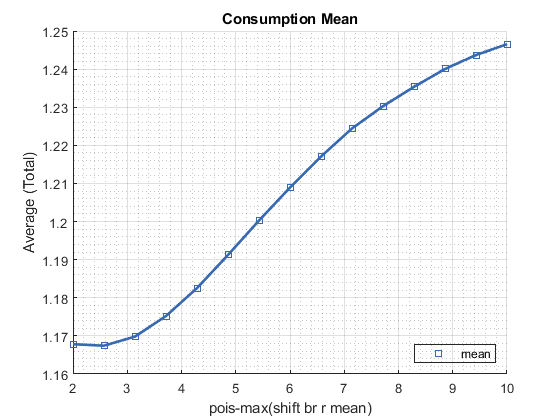 Consumption Mean
1.25
1.24
1.23
1.22
1.21
1.2
1.19
1.18
1.17
1.16
Average (Total)
2 3 4 5 6 7 8 9 10
pois-max(shift br r mean)
mean